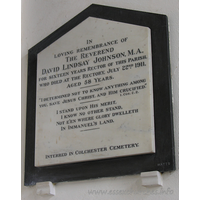 IN
LOVING REMEMBRANCE OF
THE REVEREND
DAVID LINDSAY JOHNSON, M.A.
FOR SIXTEEN YEARS RECTOR OF THIS PARISH.
WHO DIED AT THE RECTORY, JULY 22ND 1911.
AGED 58 YEARS.
"I DETERMINED NOT TO KNOW ANYTHING AMONG
YOU, SAVE JESUS CHRIST, AND HIM CRUCIFIED."
I STAND UPON HIS MERIT,
I KNOW NO OTHER STAND,
NOT E'EN WHERE GLORY DWELLETH
IN IMMANUEL'S LAND.
INTERRED IN COLCHESTER CEMETERY.